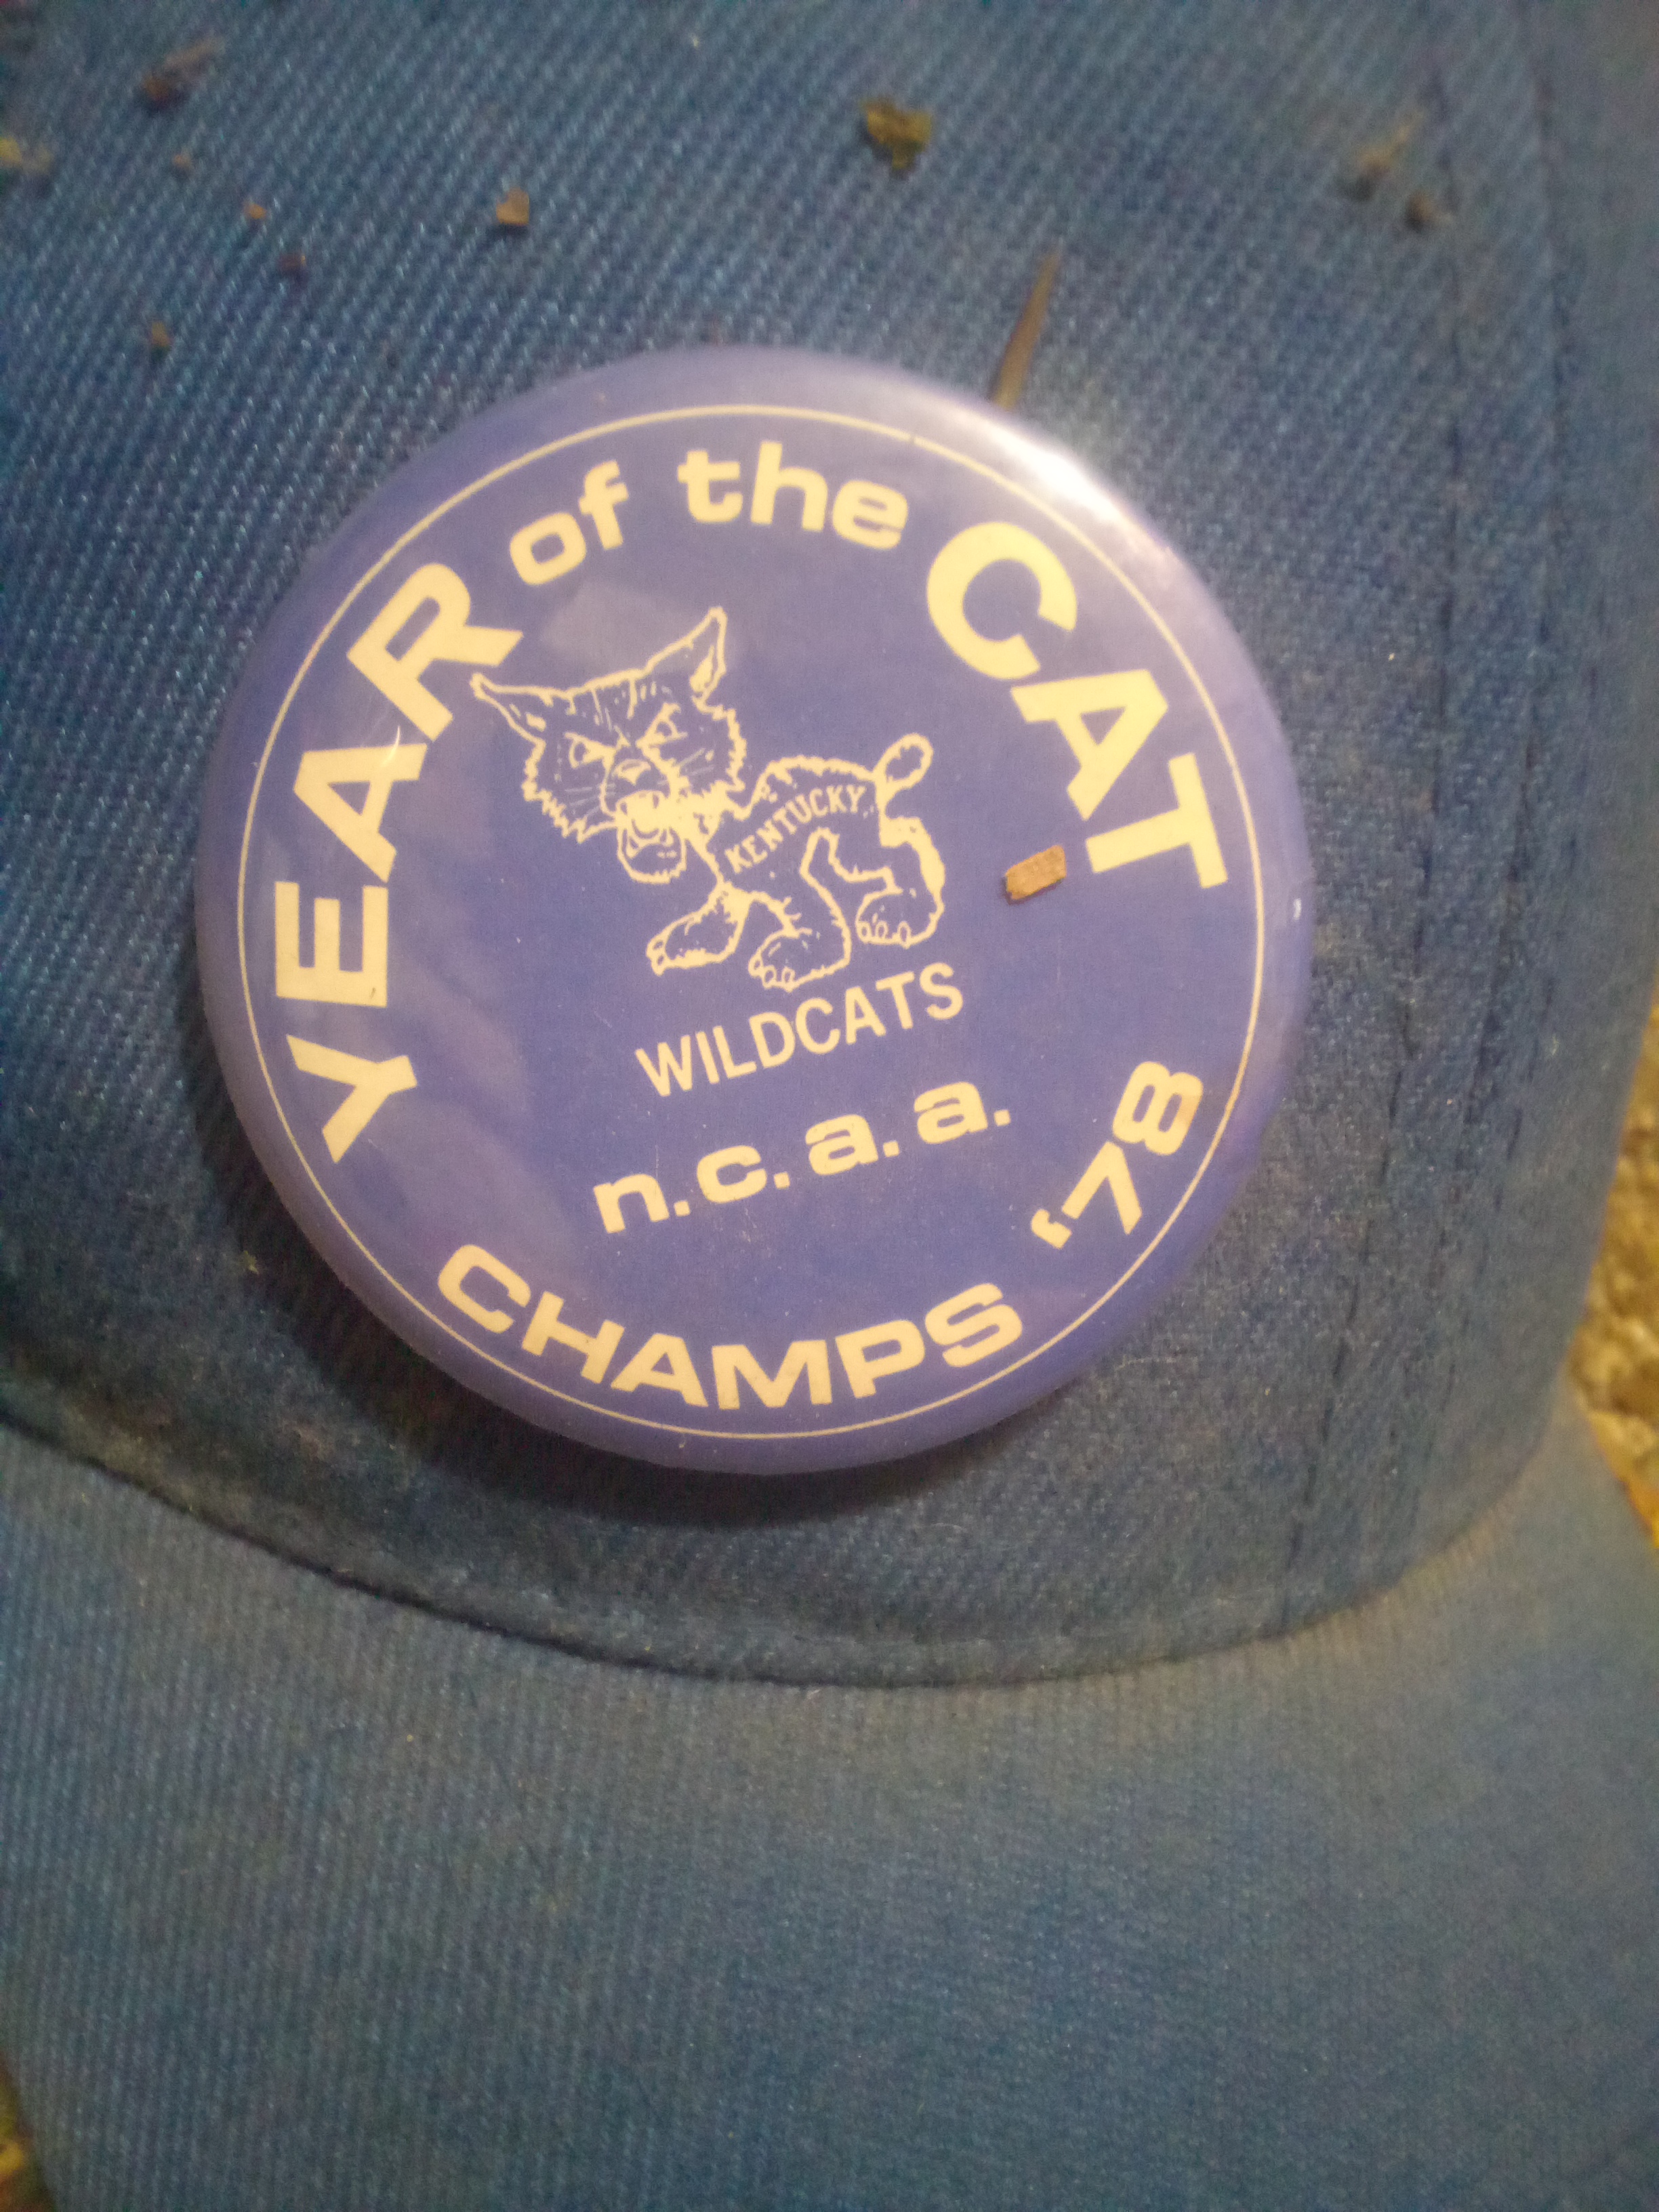 YEAR of the CAT
KENTUCKY
WILDCATS
n.c.a.a.
CHAMPS '78